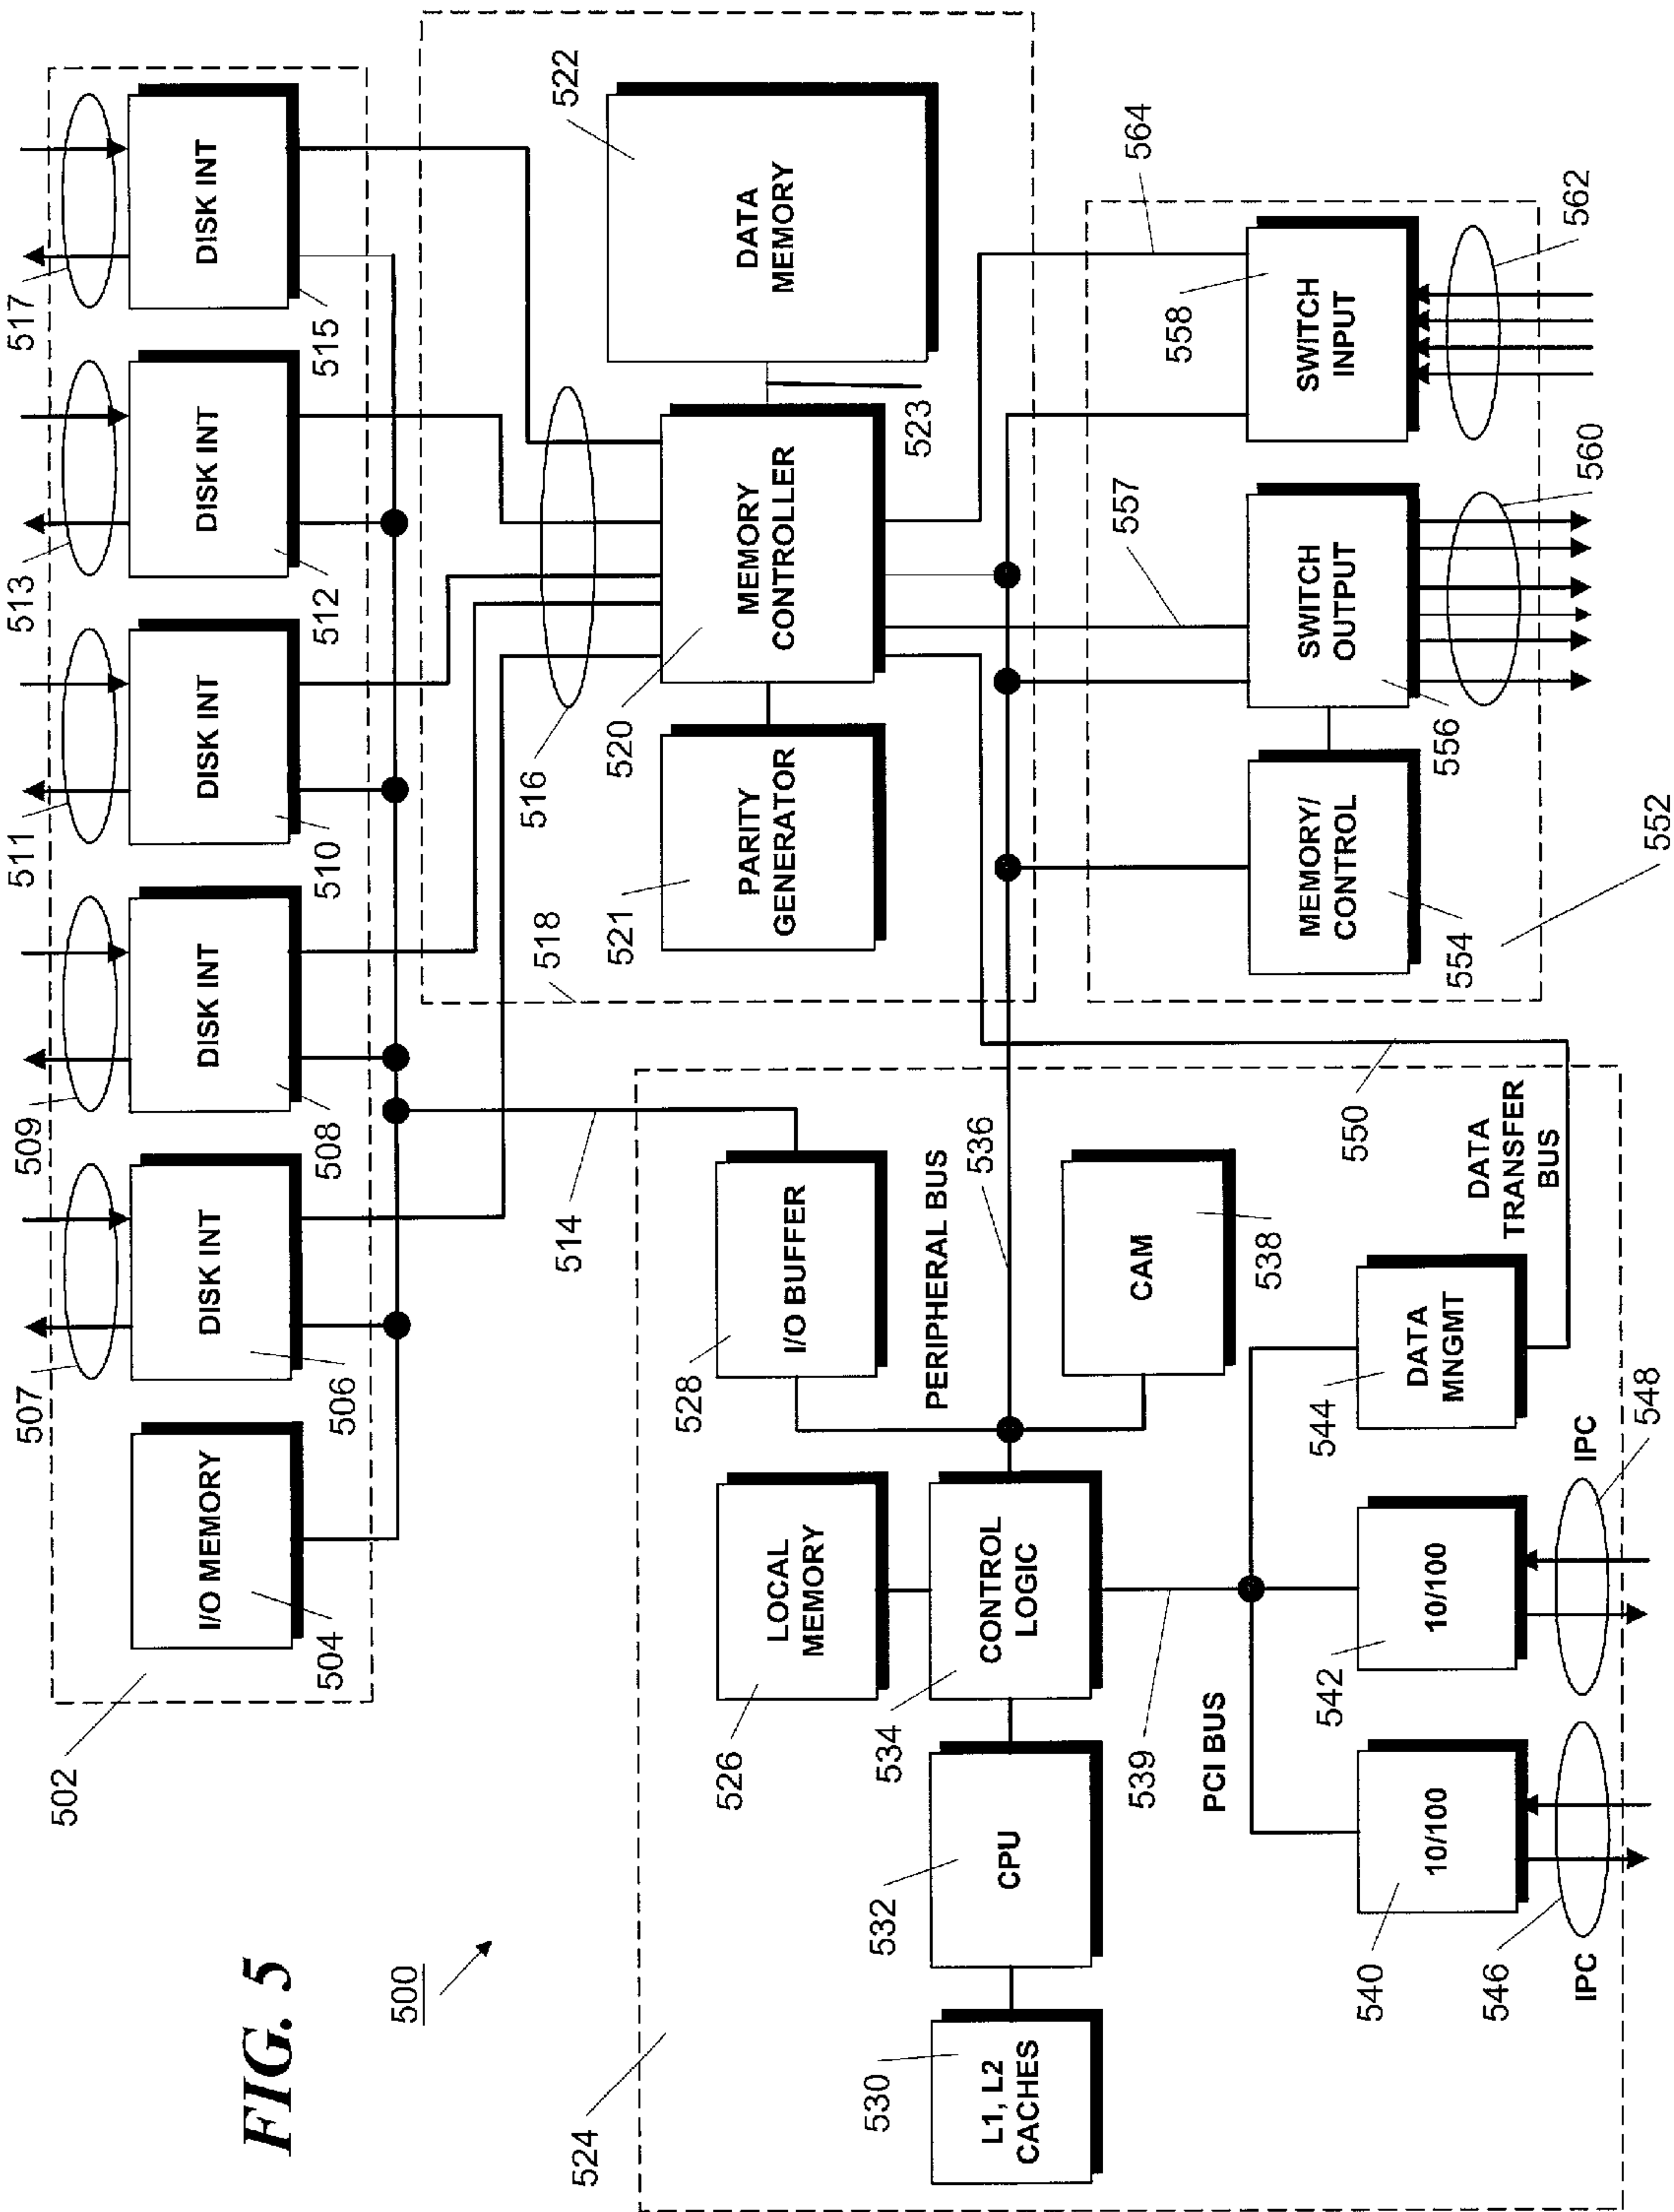 FIG. 5
500
502
507
509
511
513
517
I/O MEMORY
DISK INT
DISK INT
DISK INT
DISK INT
DISK INT
504
506
508
510
512
515
514
516
518
522
DATA
MEMORY
520
MEMORY
CONTROLLER
523
521
PARITY
GENERATOR
524
526
LOCAL
MEMORY
528
I/O BUFFER
PERIPHERAL BUS
536
530
L1, L2
CACHES
532
CPU
534
CONTROL
LOGIC
CAM
538
539
PCI BUS
540
10/100
542
10/100
544
DATA
MNGMT
546
IPC
IPC
548
550
DATA
TRANSFER
BUS
552
554
MEMORY/
CONTROL
556
SWITCH
OUTPUT
557
558
SWITCH
INPUT
560
562
564